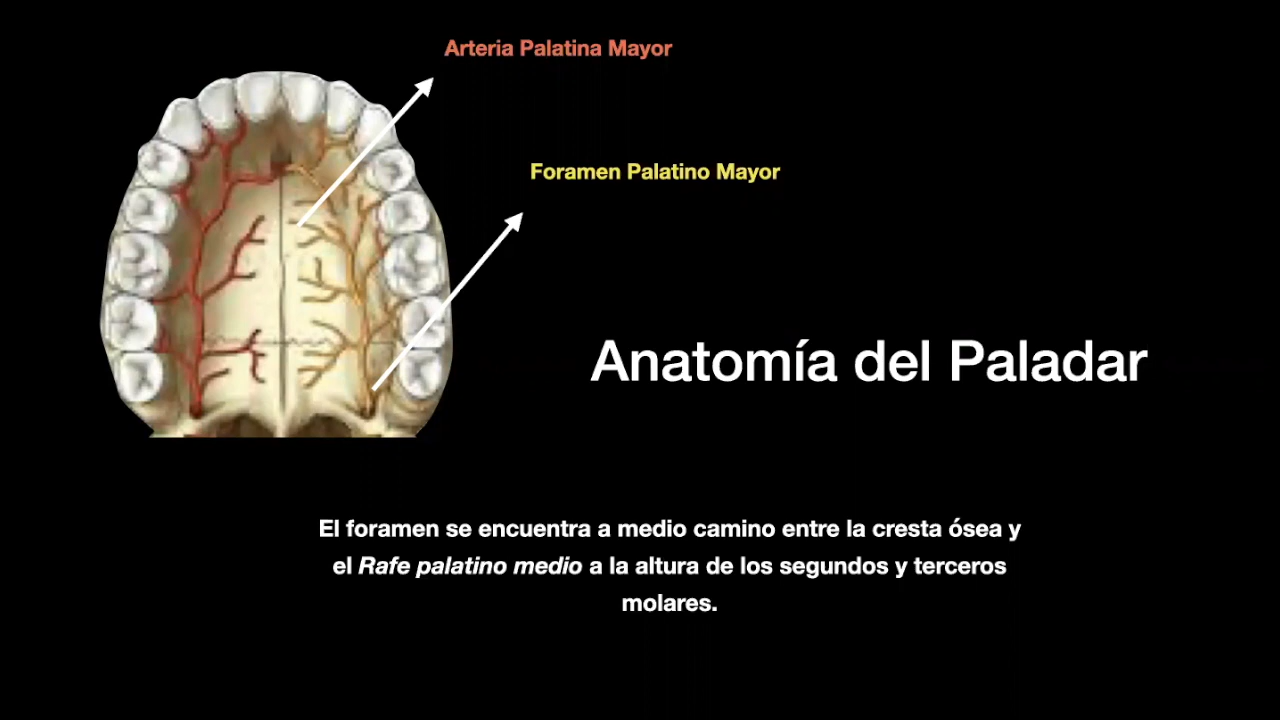 Arteria Palatina Mayor
Foramen Palatino Mayor
Anatomía del Paladar
El foramen se encuentra a medio camino entre la cresta ósea y
el Rafe palatino medio a la altura de los segundos y terceros
molares.